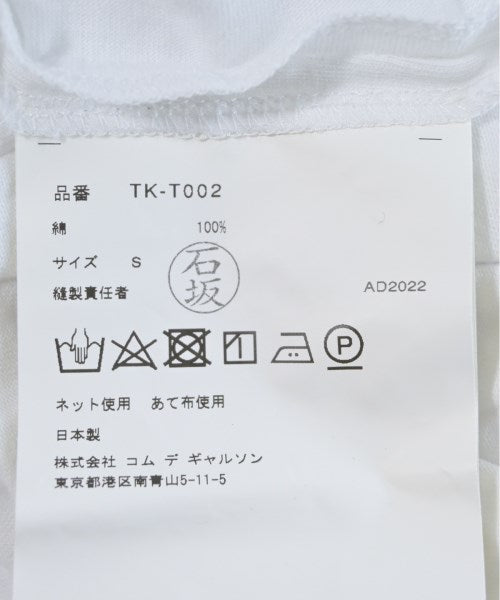 品番 TK-T002
綿 100%
サイズ S
石坂
縫製責任者 AD2022
P
ネット使用 あて布使用
日本製
株式会社 コム デ ギャルソン
東京都港区南青山5-11-5